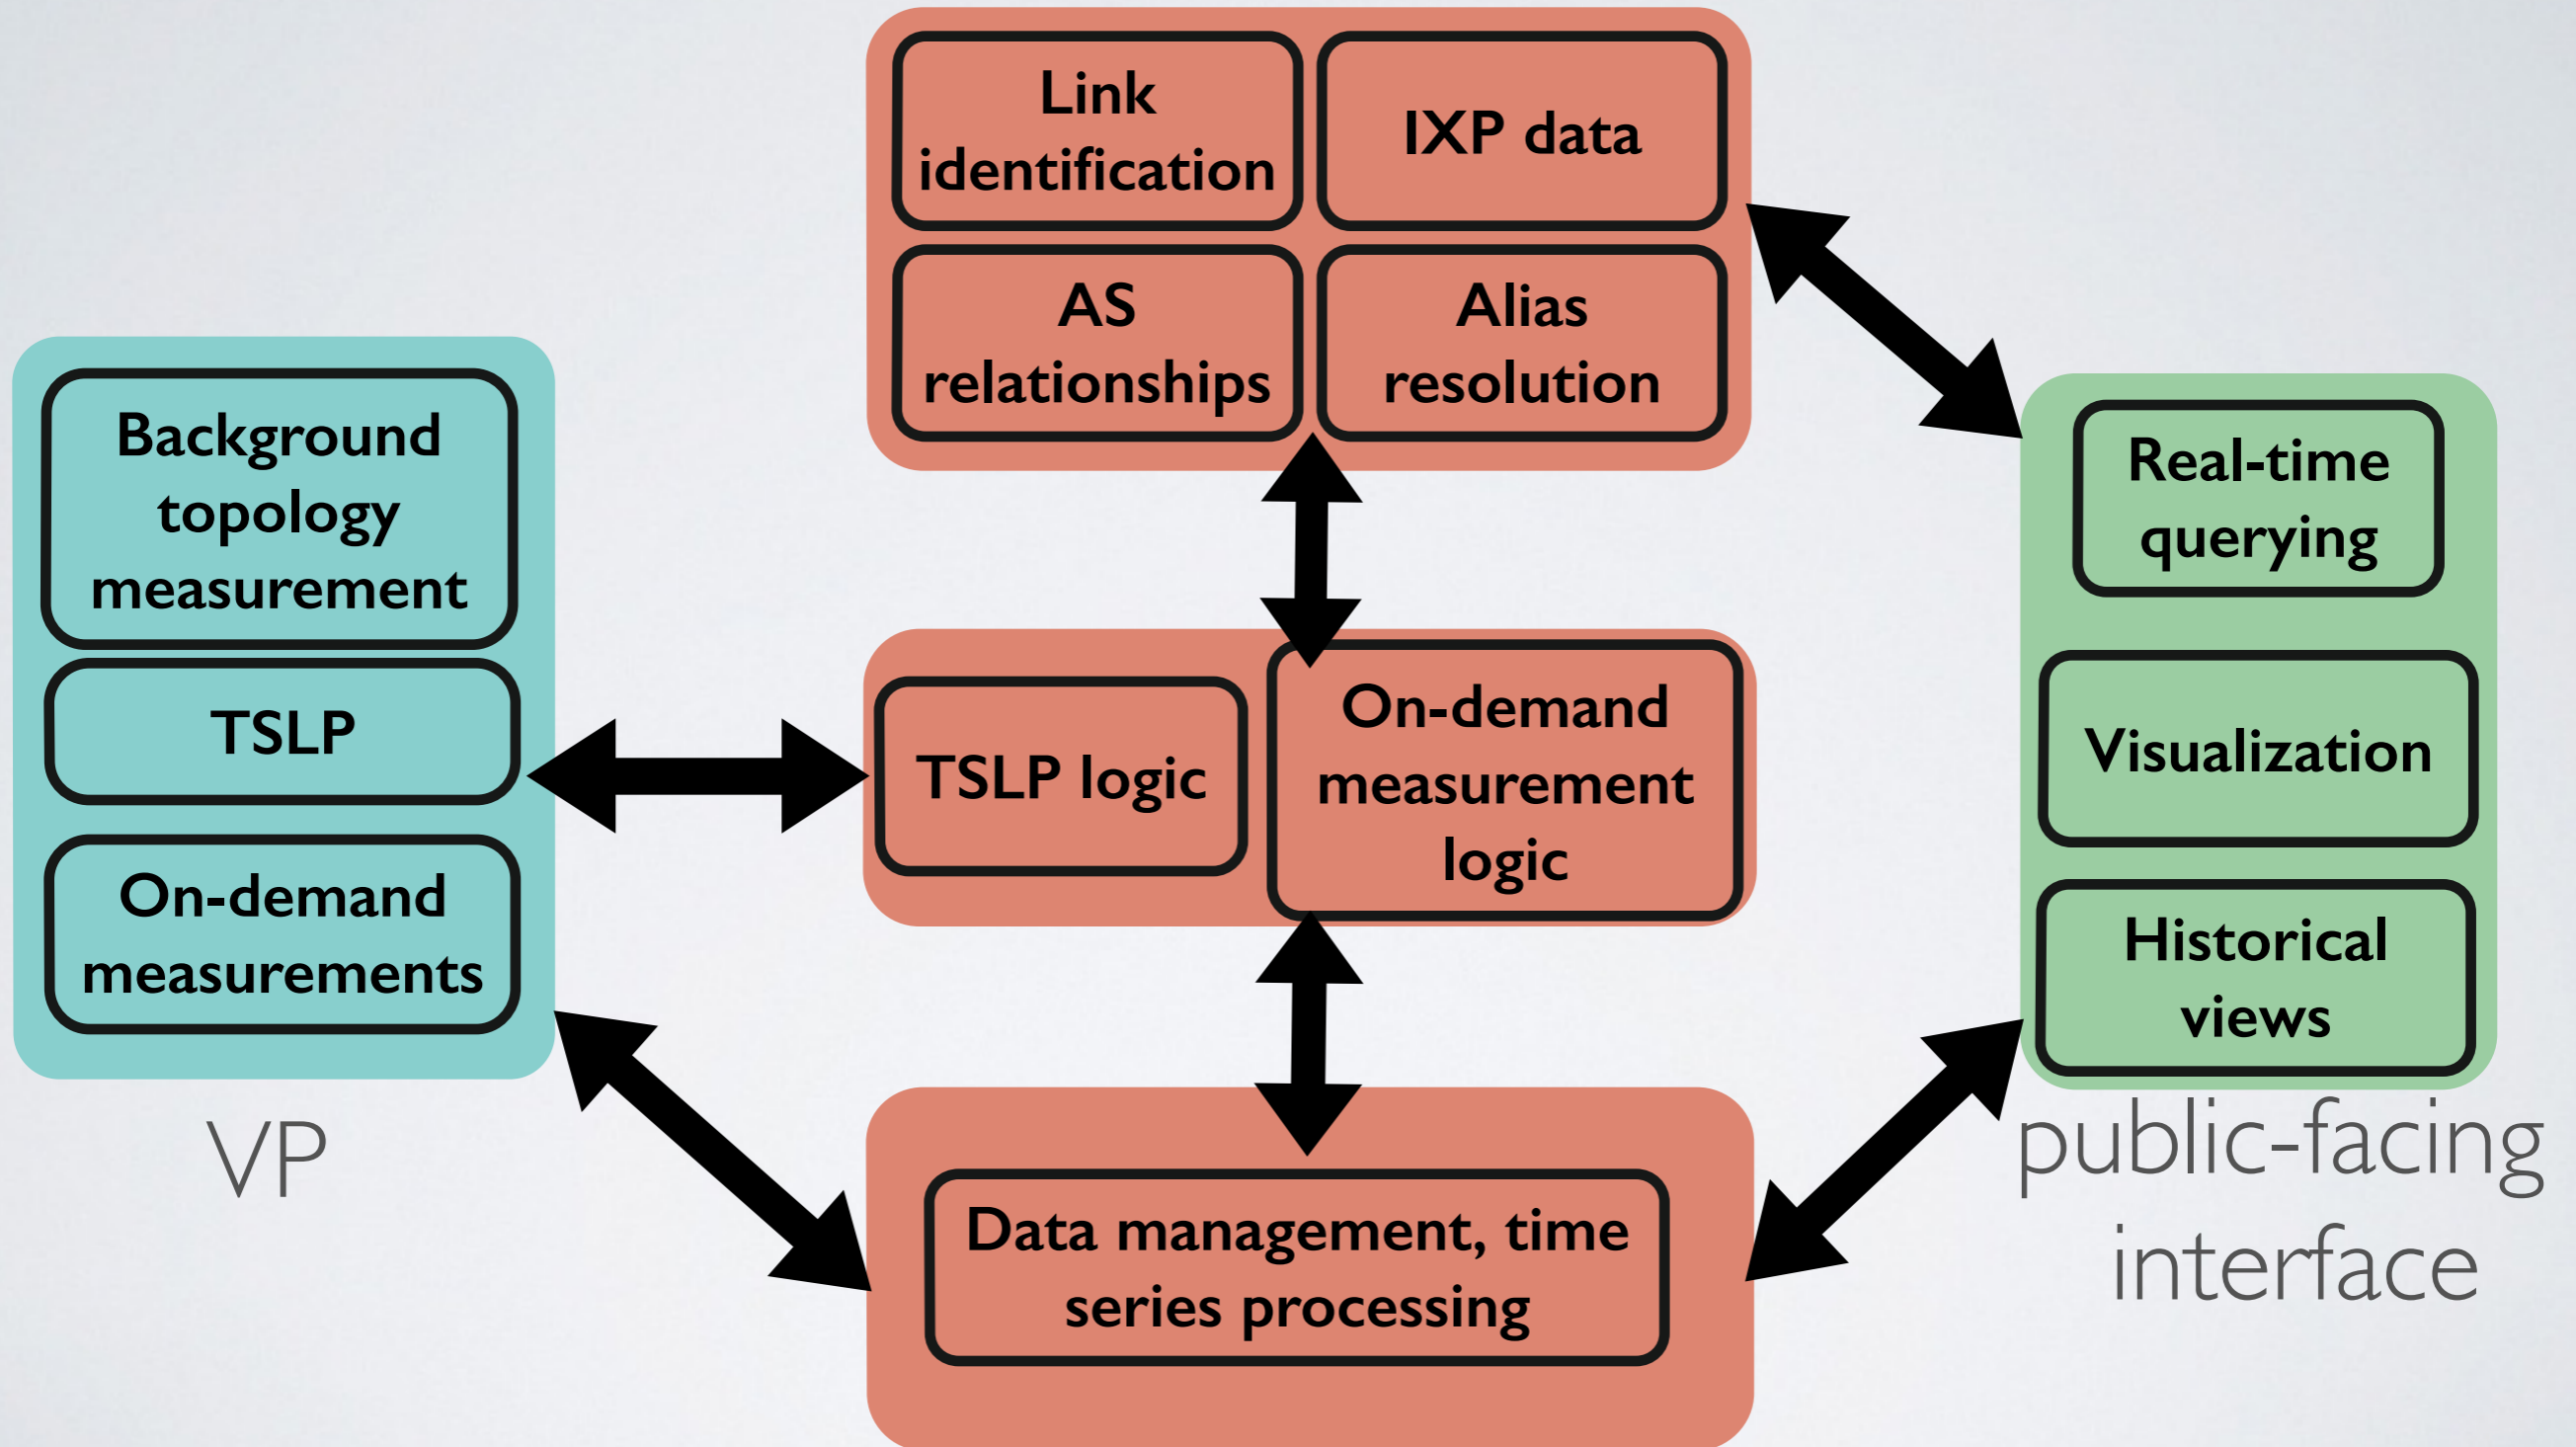 Link
identification
IXP data
AS
relationships
Alias
resolution
Background
topology
measurement
TSLP
On-demand
measurements
VP
TSLP logic
On-demand
measurement
logic
Data management, time
series processing
Real-time
querying
Visualization
Historical
views
public-facing
interface